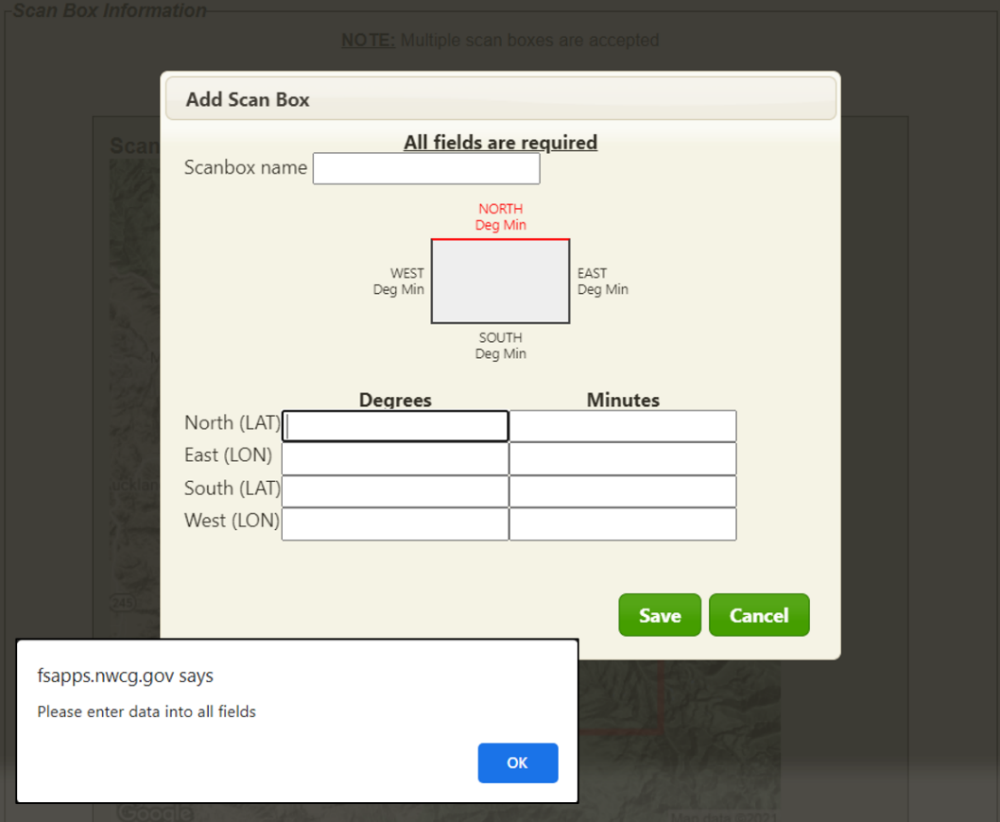 Scan Box Information
NOTE: Multiple scan boxes are accepted
Add Scan Box
Scan
All fields are required
Scanbox name
NORTH
Deg Min
WEST
Deg Min
EAST
Deg Min
SOUTH
Deg Min
Degrees Minutes
North (LAT)
East (LON)
South (LAT)
West (LON)
245
Save Cancel
fsapps.nwcg.gov says
Please enter data into all fields
OK
Google
Map data ©2021